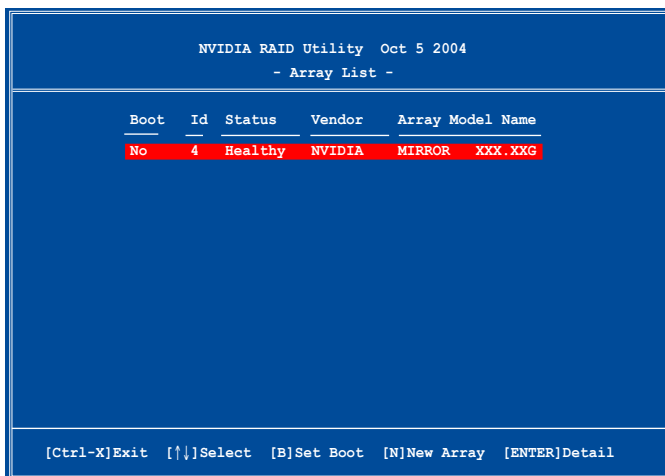 NVIDIA RAID Utility Oct 5 2004
- Array List -
Boot Id Status Vendor Array Model Name
No 4 Healthy NVIDIA MIRROR XXX.XXG
[Ctrl-X]Exit [↑↓]Select [B]Set Boot [N]New Array [ENTER]Detail